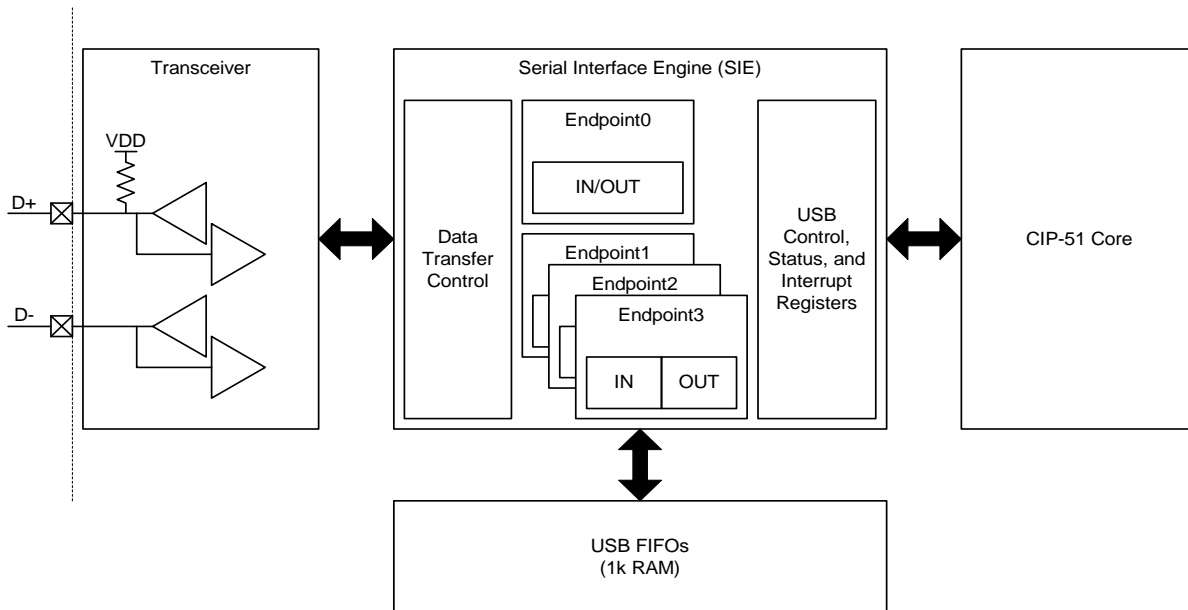 Transceiver
VDD
D+
D-
Serial Interface Engine (SIE)
Data
Transfer
Control
Endpoint0
IN/OUT
Endpoint1
Endpoint2
Endpoint3
IN
OUT
USB
Control,
Status, and
Interrupt
Registers
CIP-51 Core
USB FIFOs
(1k RAM)